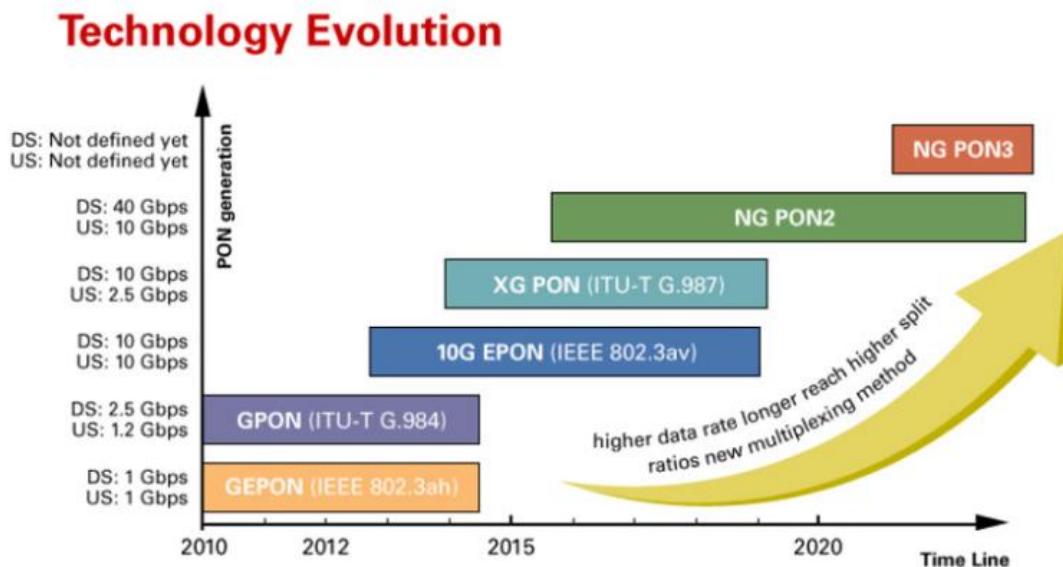 Technology Evolution
PON generation
DS: Not defined yet
US: Not defined yet
NG PON3
DS: 40 Gbps
US: 10 Gbps
NG PON2
DS: 10 Gbps
US: 2.5 Gbps
XG PON (ITU-T G.987)
DS: 10 Gbps
US: 10 Gbps
10G EPON (IEEE 802.3av)
DS: 2.5 Gbps
US: 1.2 Gbps
GPON (ITU-T G.984)
DS: 1 Gbps
US: 1 Gbps
GEPON (IEEE 802.3ah)
higher data rate longer reach higher split
ratios new multiplexing method
2010 2012 2015 2020
Time Line